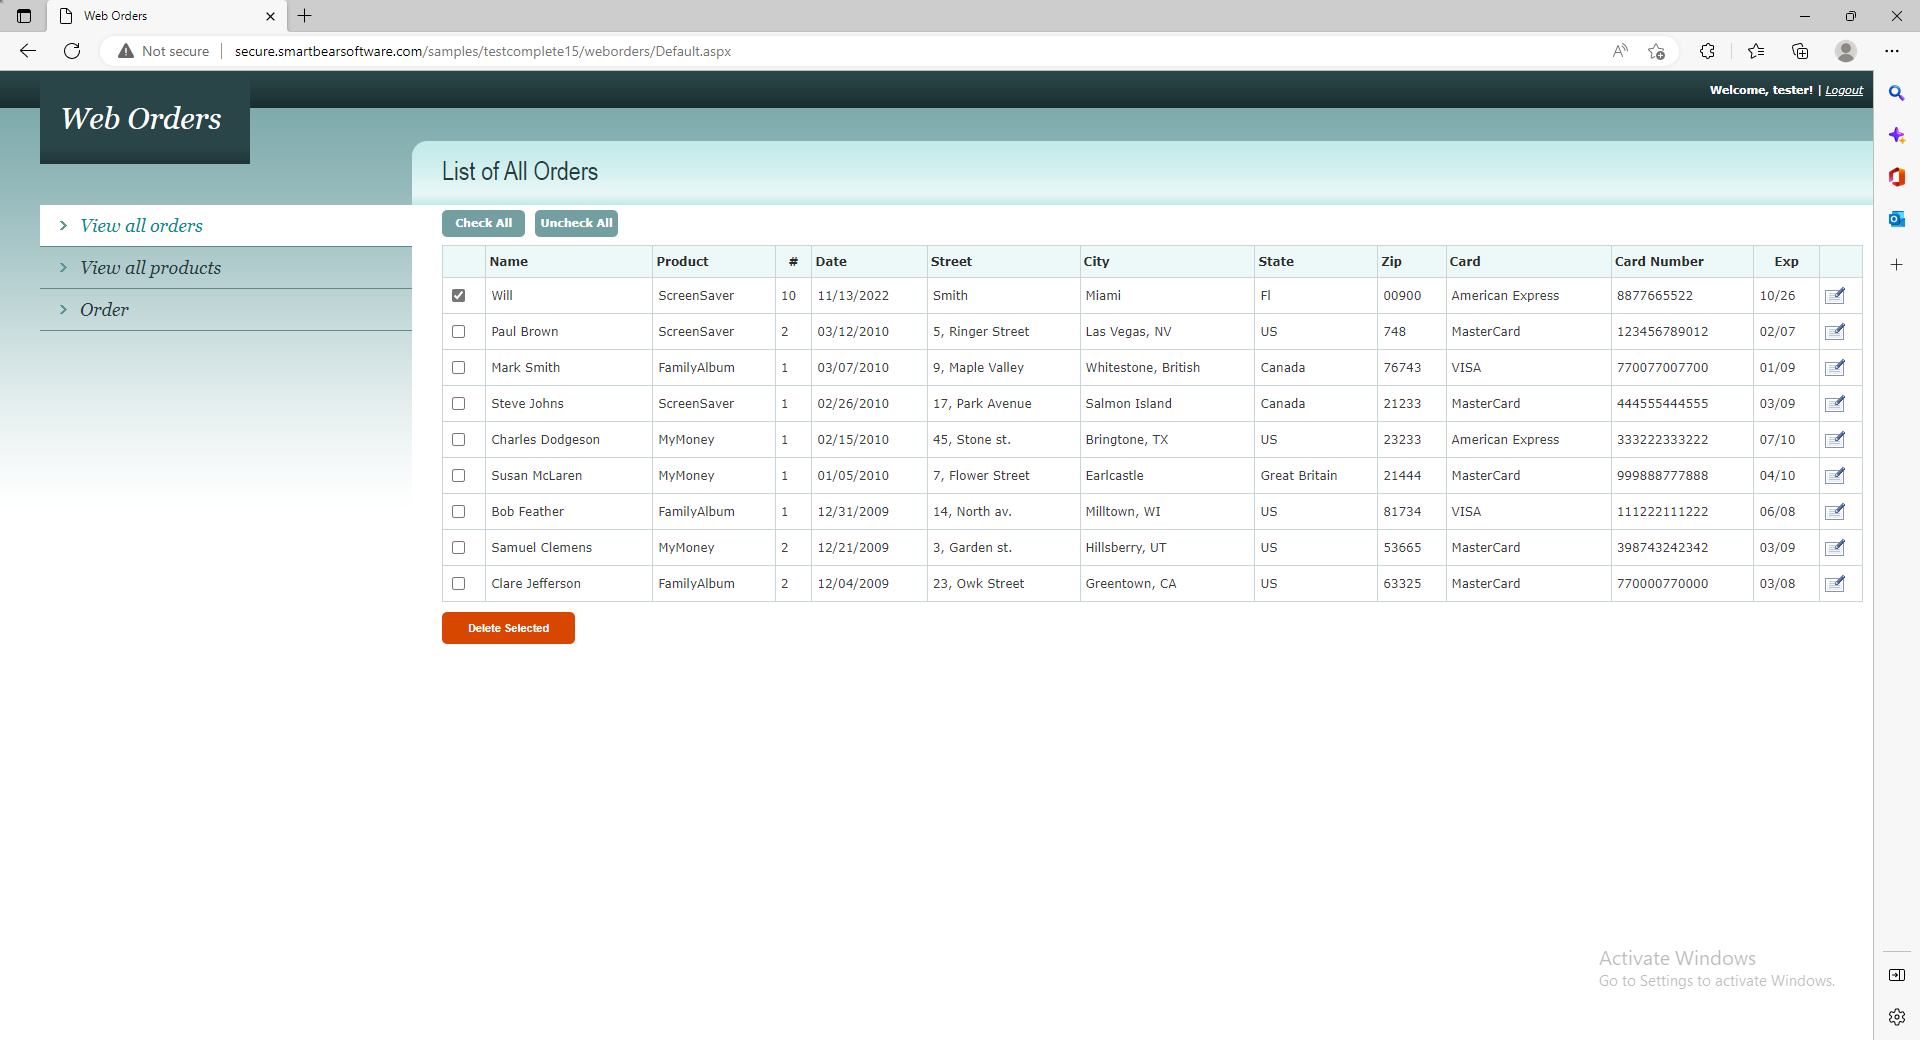 Web Orders
Not secure
secure.smartbearsoftware.com/samples/testcomplete15/weborders/Default.aspx
Welcome, tester! | Logout
Web Orders
List of All Orders
View all orders
View all products
Order
Check All Uncheck All
Name Product # Date Street City State Zip Card Card Number Exp
Will ScreenSaver 10 11/13/2022 Smith Miami Fl 00900 American Express 8877665522 10/26
Paul Brown ScreenSaver 2 03/12/2010 5, Ringer Street Las Vegas, NV US 748 MasterCard 123456789012 02/07
Mark Smith FamilyAlbum 1 03/07/2010 9, Maple Valley Whitestone, British Canada 76743 VISA 770077007700 01/09
Steve Johns ScreenSaver 1 02/26/2010 17, Park Avenue Salmon Island Canada 21233 MasterCard 444555444555 03/09
Charles Dodgeson MyMoney 1 02/15/2010 45, Stone st. Bringtone, TX US 23233 American Express 333222333222 07/10
Susan McLaren MyMoney 1 01/05/2010 7, Flower Street Earlcastle Great Britain 21444 MasterCard 999888777888 04/10
Bob Feather FamilyAlbum 1 12/31/2009 14, North av. Milltown, WI US 81734 VISA 111222111222 06/08
Samuel Clemens MyMoney 2 12/21/2009 3, Garden st. Hillsberry, UT US 53665 MasterCard 398743242342 03/09
Clare Jefferson FamilyAlbum 2 12/04/2009 23, Owk Street Greentown, CA US 63325 MasterCard 770000770000 03/08
Delete Selected
Activate Windows
Go to Settings to activate Windows.